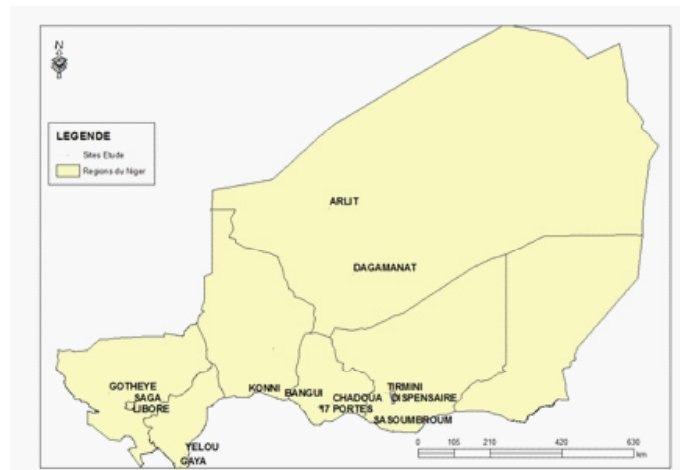 N
LEGENDE
Sites Etude
Regions du Niger
ARLIT
DAGAMANAT
GOTHEYE
SAGA
LIBORE
KONNI
BANGUI
CHADOUA
17 PORTES
TIRMINI
DISPENSAIRE
SASOUMBROUM
YELOU
GAYA
0 105 210 420 630
km